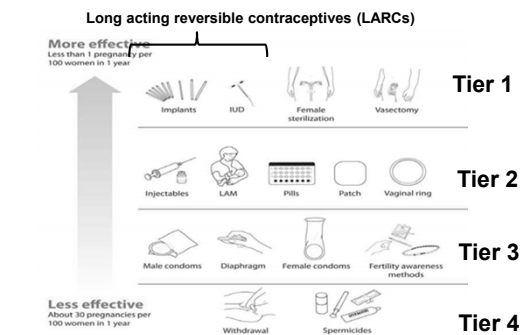 Long acting reversible contraceptives (LARCs)
More effective
Less than 1 pregnancy per
100 women in 1 year
Implants
IUD
Female
sterilization
Vasectomy
Tier 1
Injectables
LAM
Pills
Patch
Vaginal ring
Tier 2
Male condoms
Diaphragm
Female condoms
Fertility awareness
methods
Tier 3
Less effective
About 30 pregnancies per
100 women in 1 year
Withdrawal
Spermicides
Tier 4